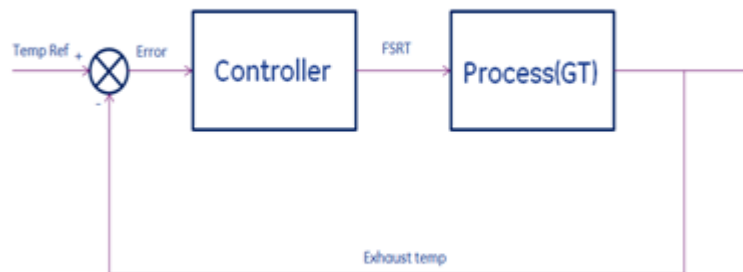 Temp Ref
+
Error
Controller
FSRT
Process(GT)
-
Exhaust temp